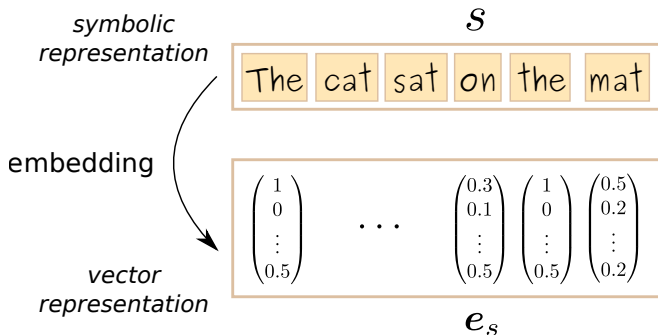 symbolic
representation
s
The cat sat on the mat
embedding
1 0.3 1 0.5
0 ... 0.1 0 0.2
⋮ ⋮ ⋮ ⋮
0.5 0.5 0.5 0.2
vector
representation
e_s